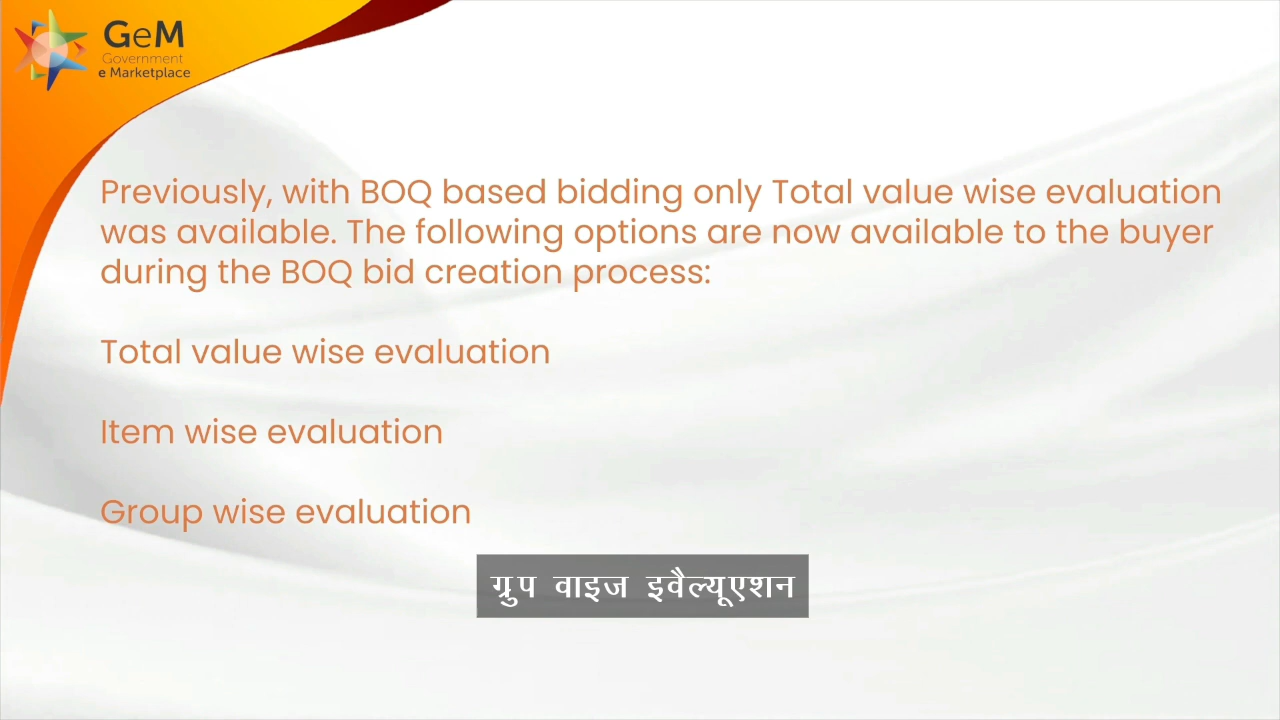 GeM
Government
e Marketplace
Previously, with BOQ based bidding only Total value wise evaluation
was available. The following options are now available to the buyer
during the BOQ bid creation process:
Total value wise evaluation
Item wise evaluation
Group wise evaluation
ग्रुप वाइज इवैल्यूएशन